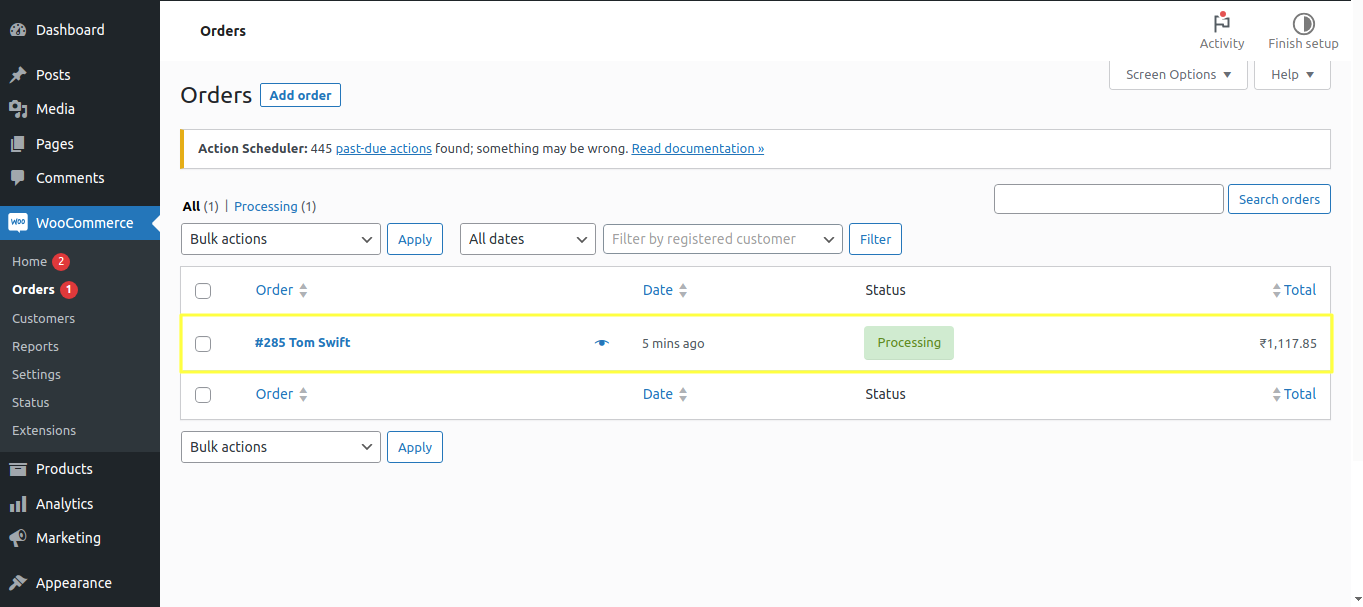 Dashboard
Posts
Media
Pages
Comments
WOO WooCommerce
Home 2
Orders 1
Customers
Reports
Settings
Status
Extensions
Products
Analytics
Marketing
Appearance
Orders
Activity
Finish setup
Screen Options
Help
Orders Add order
Action Scheduler: 445 past-due actions found; something may be wrong. Read documentation »
All (1) | Processing (1)
Search orders
Bulk actions Apply All dates Filter by registered customer Filter
Order Date Status Total
#285 Tom Swift 5 mins ago Processing ₹1,117.85
Order Date Status Total
Bulk actions Apply